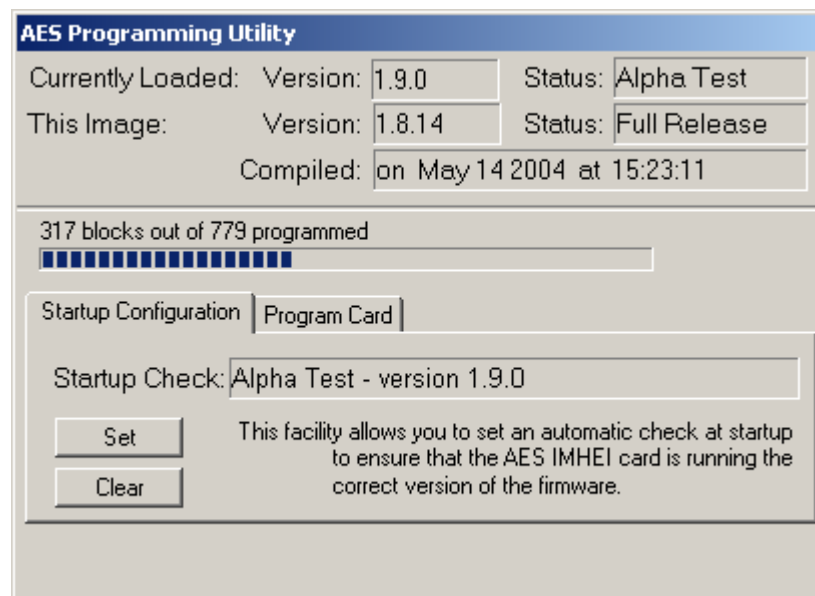 AES Programming Utility
Currently Loaded: Version: 1.9.0 Status: Alpha Test
This Image: Version: 1.8.14 Status: Full Release
Compiled: on May 14 2004 at 15:23:11
317 blocks out of 779 programmed
Startup Configuration Program Card
Startup Check: Alpha Test - version 1.9.0
Set
Clear
This facility allows you to set an automatic check at startup
to ensure that the AES IMHEI card is running the
correct version of the firmware.